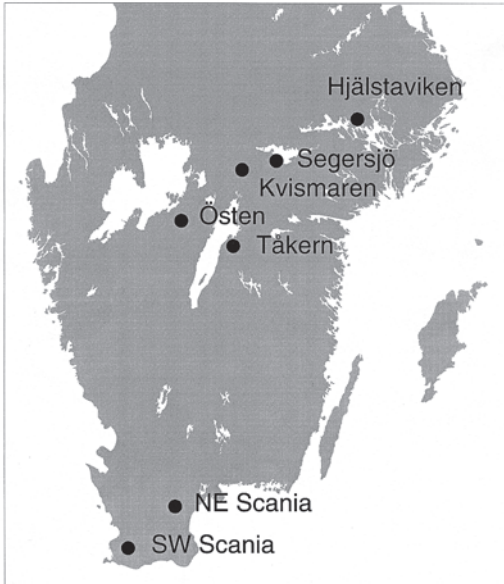 Hjälstaviken
Segersjö
Kvismaren
Östen
Tåkern
NE Scania
SW Scania